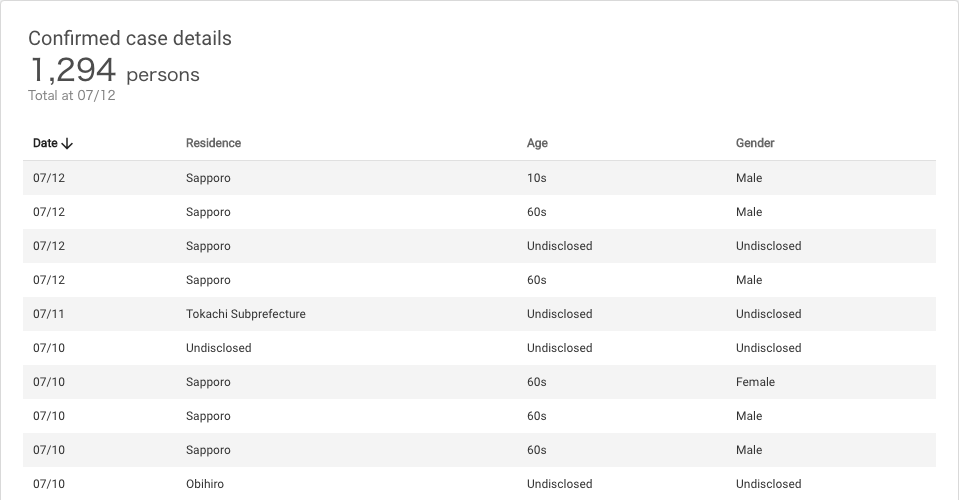 Confirmed case details
1,294 persons
Total at 07/12
Date Residence Age Gender
07/12 Sapporo 10s Male
07/12 Sapporo 60s Male
07/12 Sapporo Undisclosed Undisclosed
07/12 Sapporo 60s Male
07/11 Tokachi Subprefecture Undisclosed Undisclosed
07/10 Undisclosed Undisclosed Undisclosed
07/10 Sapporo 60s Female
07/10 Sapporo 60s Male
07/10 Sapporo 60s Male
07/10 Obihiro Undisclosed Undisclosed